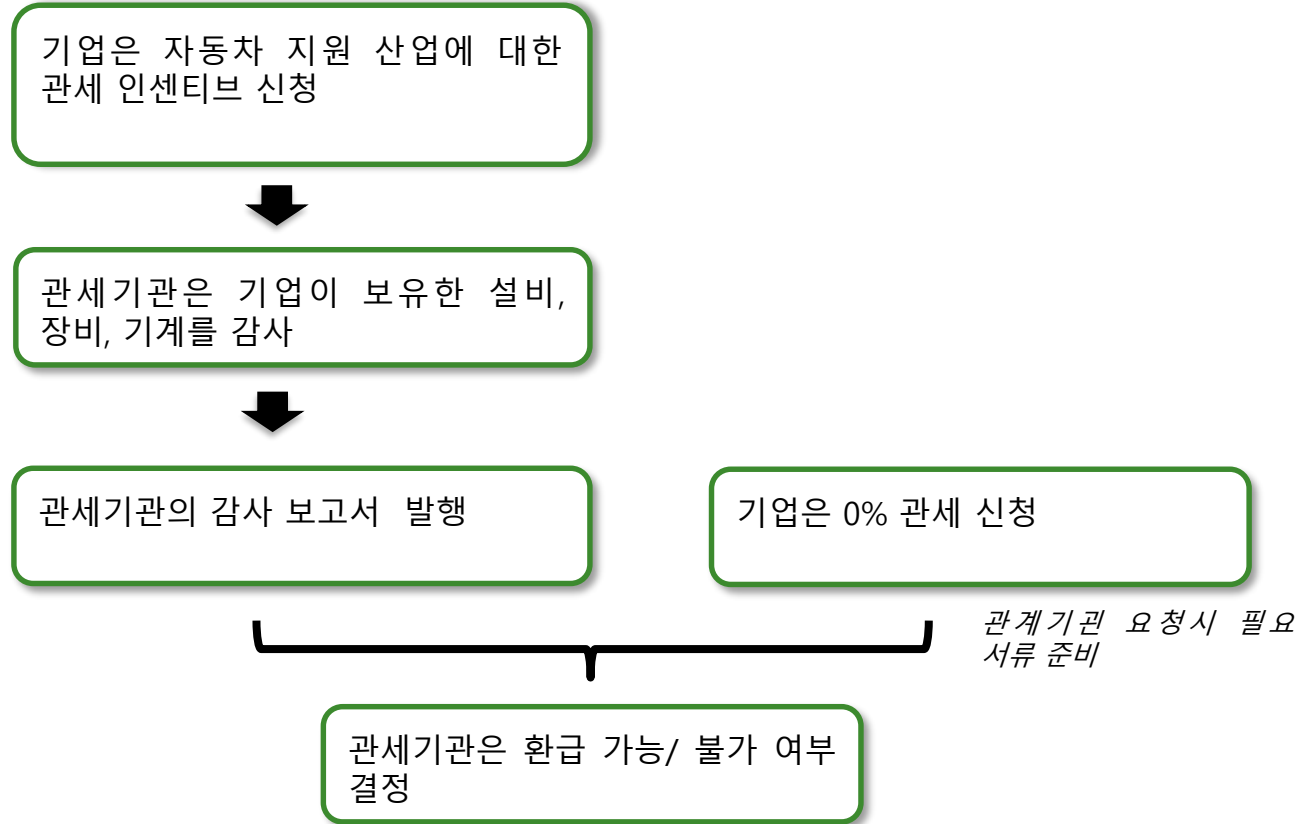 기업은 자동차 지원 산업에 대한
관세 인센티브 신청
관세기관은 기업이 보유한 설비,
장비, 기계를 감사
관세기관의 감사 보고서 발행
기업은 0% 관세 신청
관계기괸 요청시 필요
서류 준비
관세기관은 환급 가능/ 불가 여부
결정